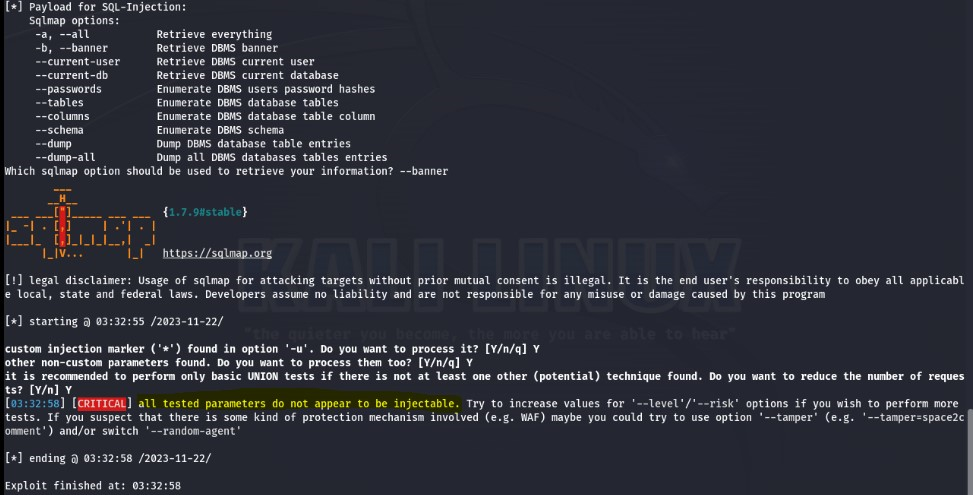 [*] Payload for SQL-Injection:
Sqlmap options:
-a, --all Retrieve everything
-b, --banner Retrieve DBMS banner
--current-user Retrieve DBMS current user
--current-db Retrieve DBMS current database
--passwords Enumerate DBMS users password hashes
--tables Enumerate DBMS database tables
--columns Enumerate DBMS database table column
--schema Enumerate DBMS schema
--dump Dump DBMS database table entries
--dump-all Dump all DBMS databases tables entries
Which sqlmap option should be used to retrieve your information? --banner
{1.7.9#stable}
https://sqlmap.org
KALI LINUX
[!] legal disclaimer: Usage of sqlmap for attacking targets without prior mutual consent is illegal. It is the end user's responsibility to obey all applicabl
e local, state and federal laws. Developers assume no liability and are not responsible for any misuse or damage caused by this program
[*] starting @ 03:32:55 /2023-11-22/
"the quieter you become, the more you are able to hear"
custom injection marker ('*') found in option '-u'. Do you want to process it? [Y/n/q] Y
other non-custom parameters found. Do you want to process them too? [Y/n/q] Y
it is recommended to perform only basic UNION tests if there is not at least one other (potential) technique found. Do you want to reduce the number of reques
ts? [Y/n] Y
[03:32:58] [CRITICAL] all tested parameters do not appear to be injectable. Try to increase values for '--level'/'--risk' options if you wish to perform more
tests. If you suspect that there is some kind of protection mechanism involved (e.g. WAF) maybe you could try to use option '--tamper' (e.g. '--tamper=space2c
omment') and/or switch '--random-agent'
[*] ending @ 03:32:58 /2023-11-22/
Exploit finished at: 03:32:58